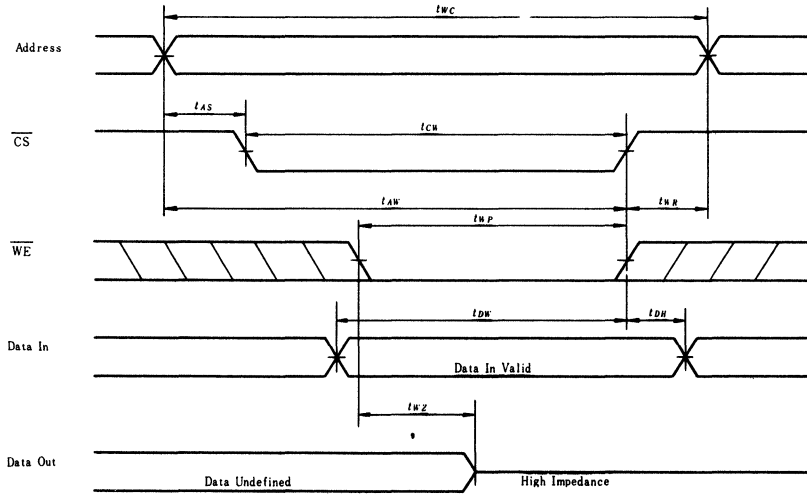 tWC
Address
tAS
tCW
CS
tAW
tWR
tWP
WE
tDW
tDH
Data In
Data In Valid
tWZ
Data Out
Data Undefined
High Impedance